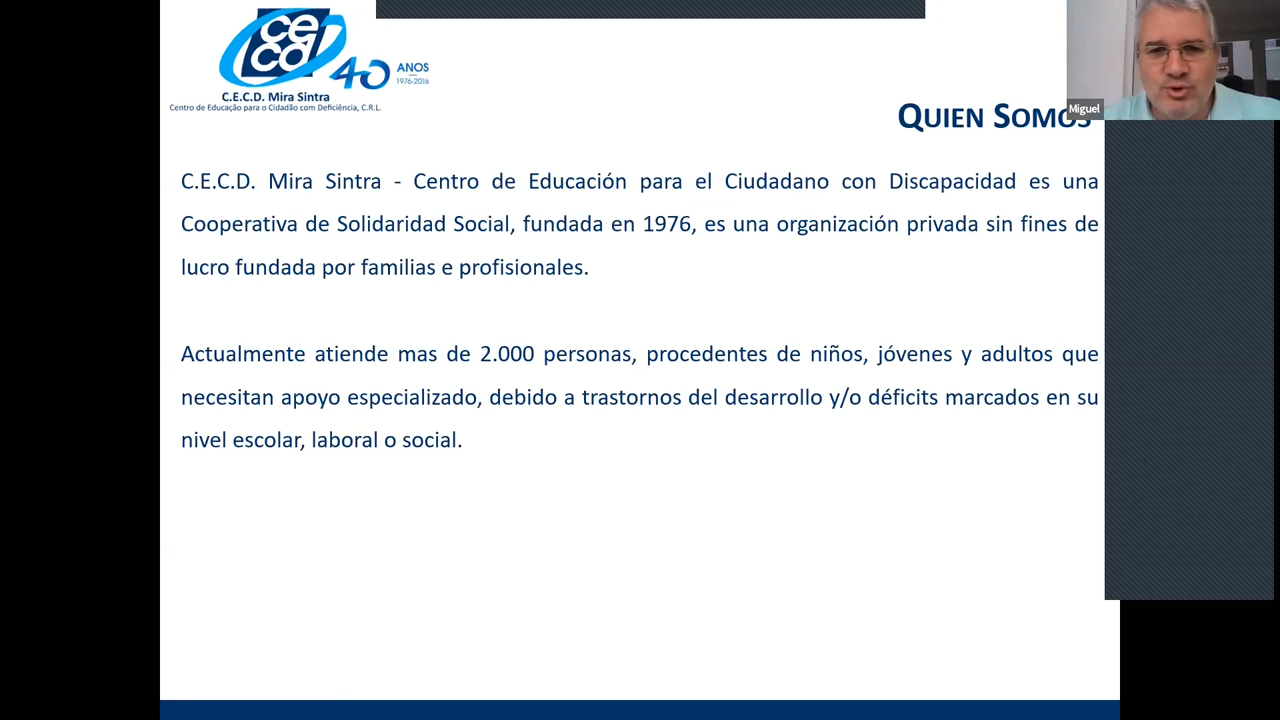 cecd
40 ANOS
1976-2016
C.E.C.D. Mira Sintra
Centro de Educação para o Cidadão com Deficiência, C.R.L.
Miguel
QUIEN SOMOS
C.E.C.D. Mira Sintra - Centro de Educación para el Ciudadano con Discapacidad es una
Cooperativa de Solidaridad Social, fundada en 1976, es una organización privada sin fines de
lucro fundada por familias e profisionales.
Actualmente atiende mas de 2.000 personas, procedentes de niños, jóvenes y adultos que
necesitan apoyo especializado, debido a trastornos del desarrollo y/o déficits marcados en su
nivel escolar, laboral o social.